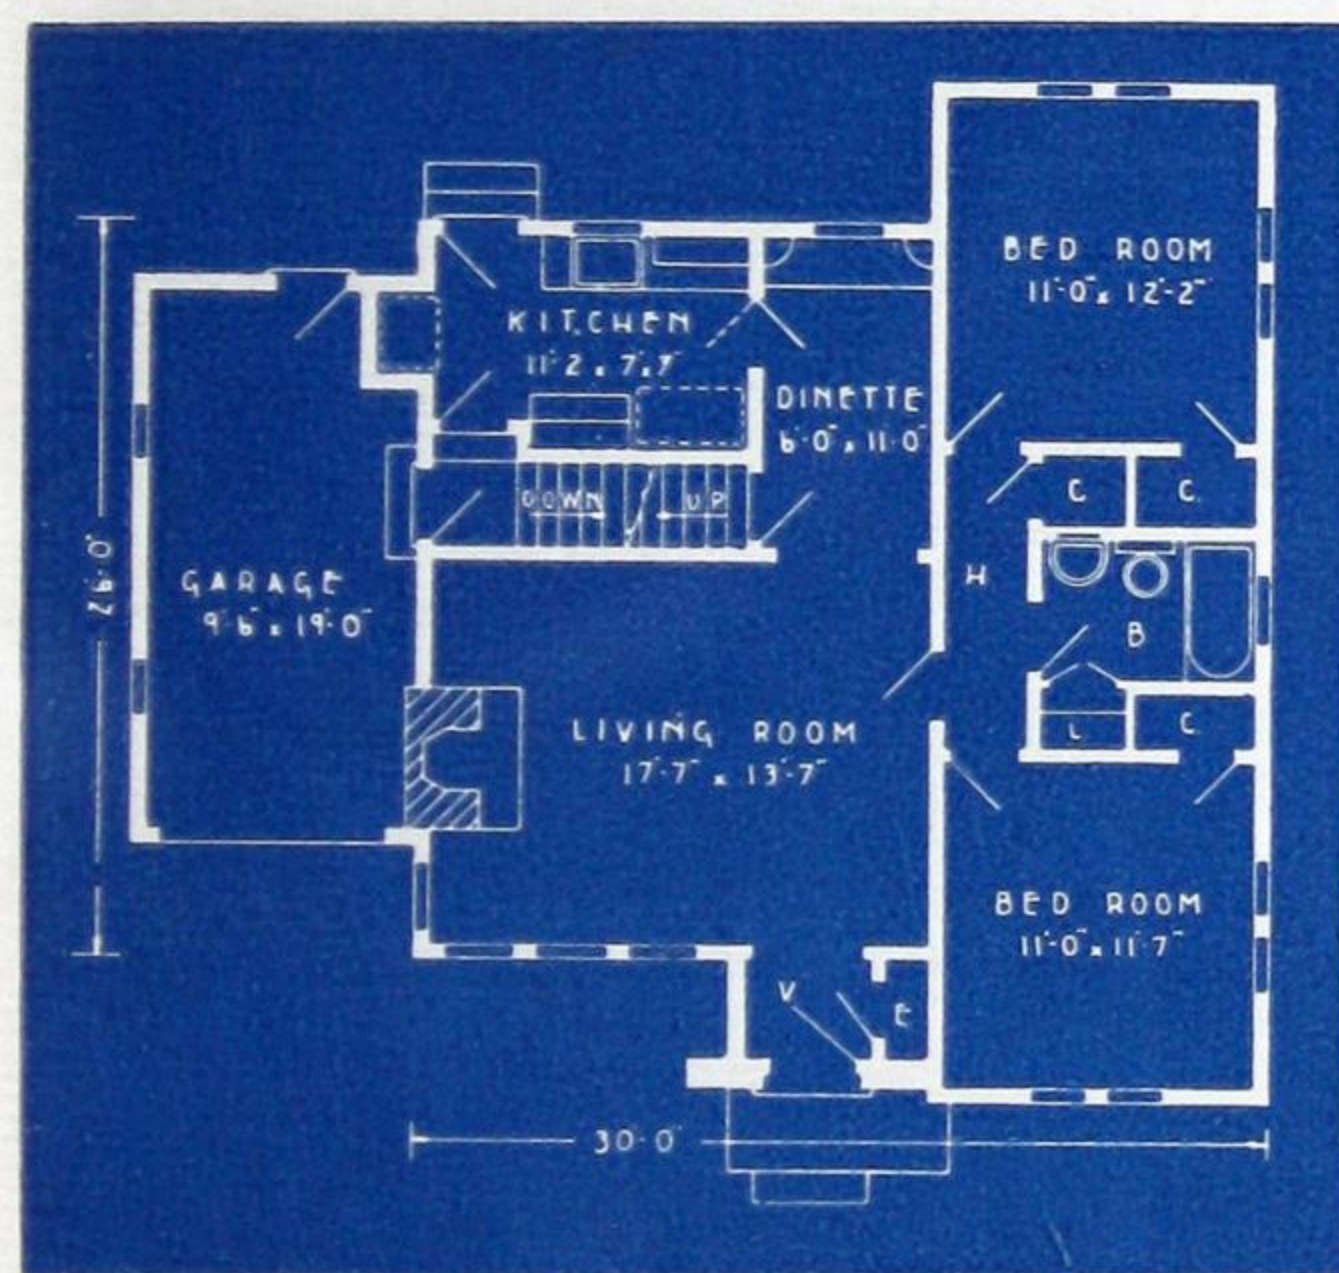 BED ROOM
11'-0" x 12'-2"
KITCHEN
11'-2 x 7'-7"
DINETTE
6'-0" x 11'-0"
C
C.
DOWN
UP
26'-0"
GARAGE
9'-6" x 19'-0"
H
B
LIVING ROOM
17'-7" x 13'-7"
L
C
BED ROOM
11'-0" x 11'-7"
V
E
30'-0"